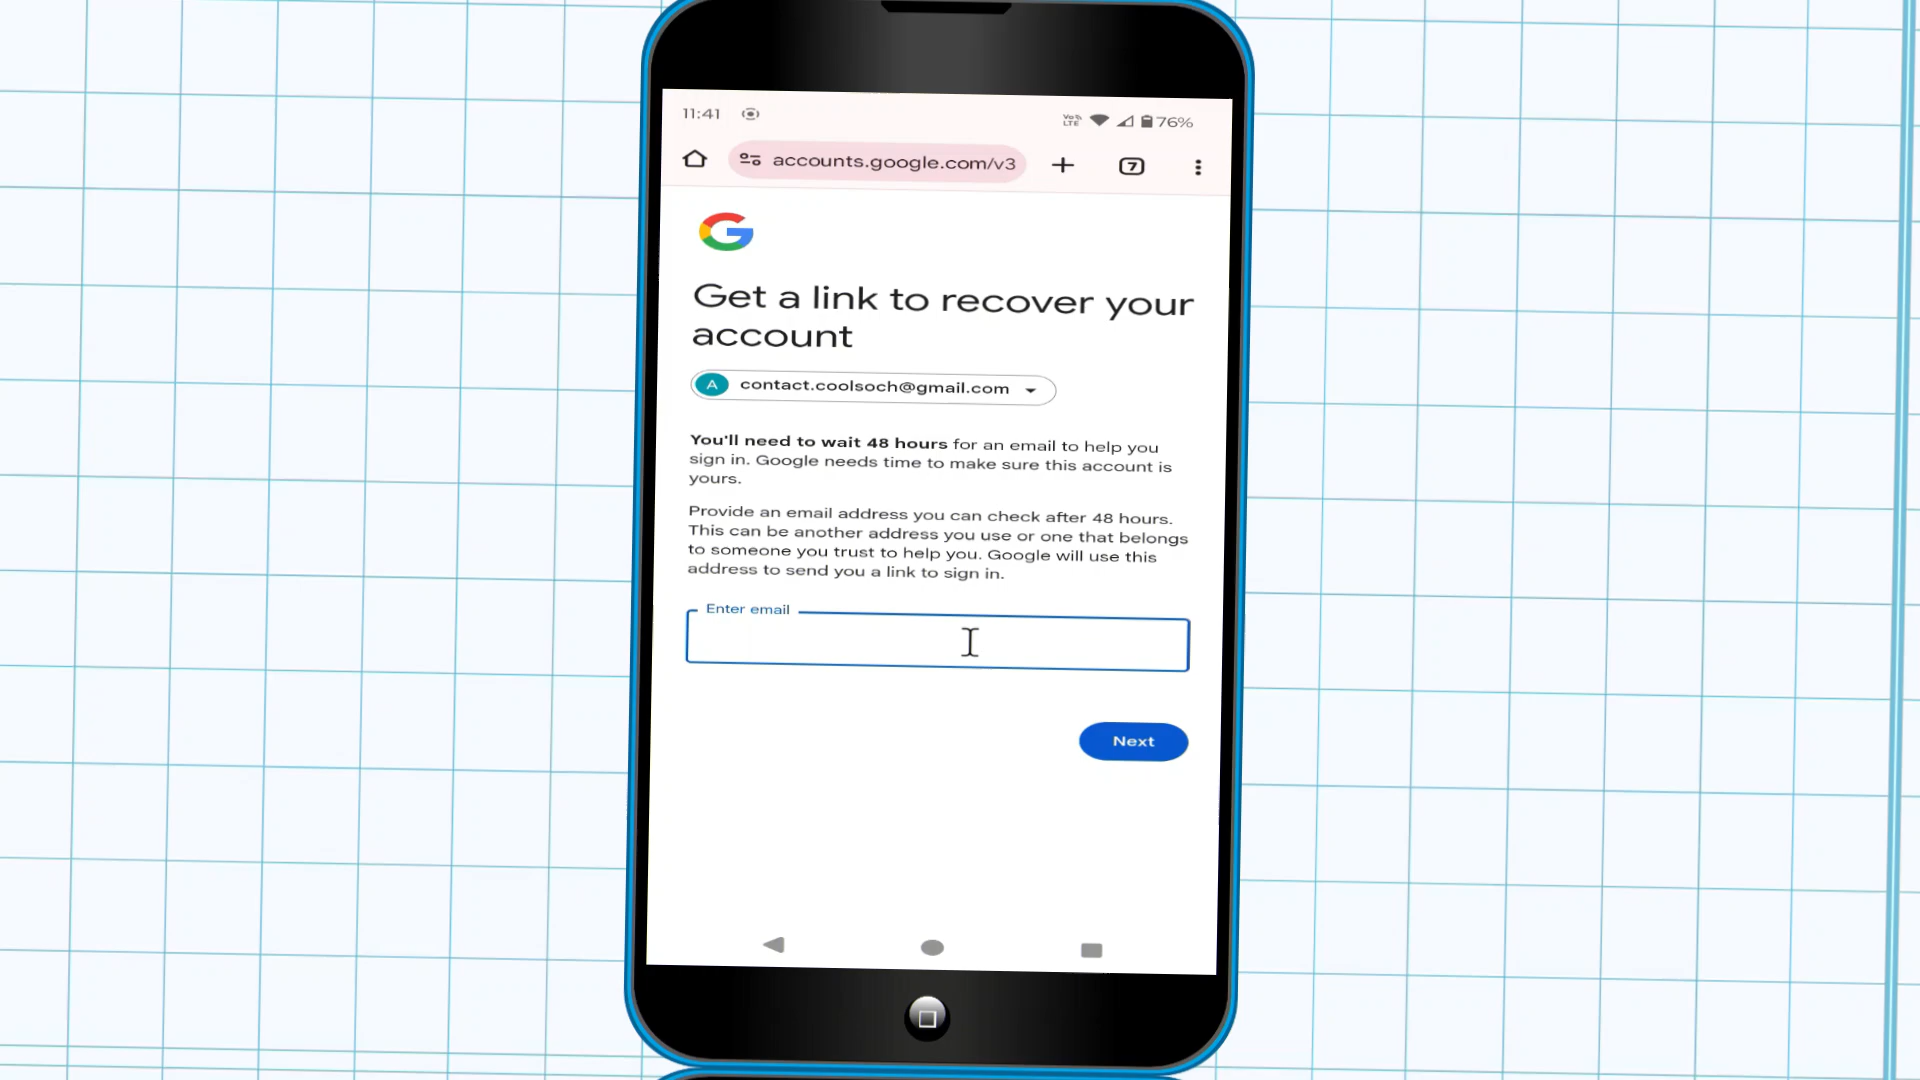 11:41
Vo LTE
76%
accounts.google.com/v3
7
Get a link to recover your
account
A contact.coolsoch@gmail.com
You'll need to wait 48 hours for an email to help you
sign in. Google needs time to make sure this account is
yours.
Provide an email address you can check after 48 hours.
This can be another address you use or one that belongs
to someone you trust to help you. Google will use this
address to send you a link to sign in.
Enter email
Next